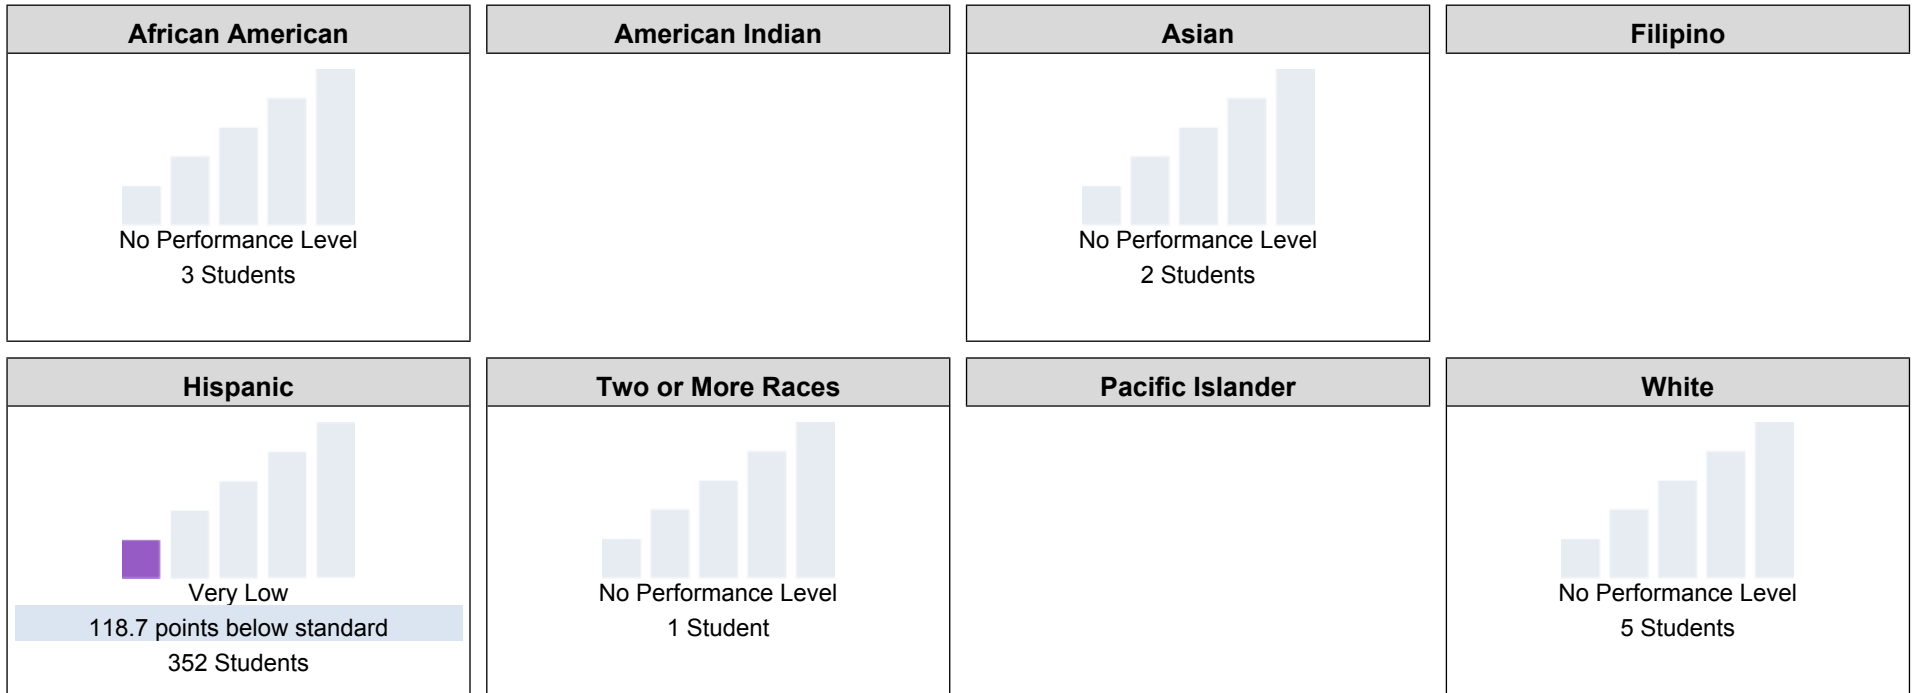 African American
American Indian
Asian
Filipino
No Performance Level
3 Students
No Performance Level
2 Students
Hispanic
Two or More Races
Pacific Islander
White
Very Low
118.7 points below standard
352 Students
No Performance Level
1 Student
No Performance Level
5 Students